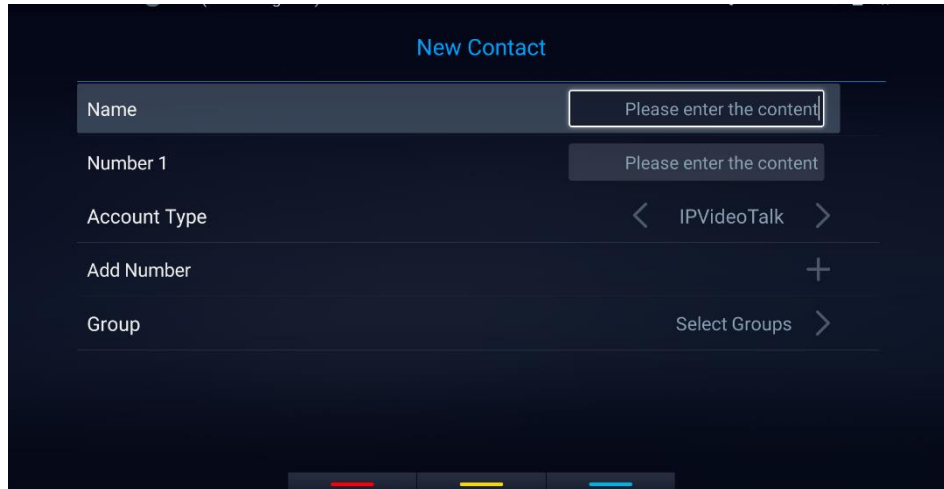 New Contact
Name Please enter the content
Number 1 Please enter the content
Account Type IPVideoTalk
Add Number
Group Select Groups